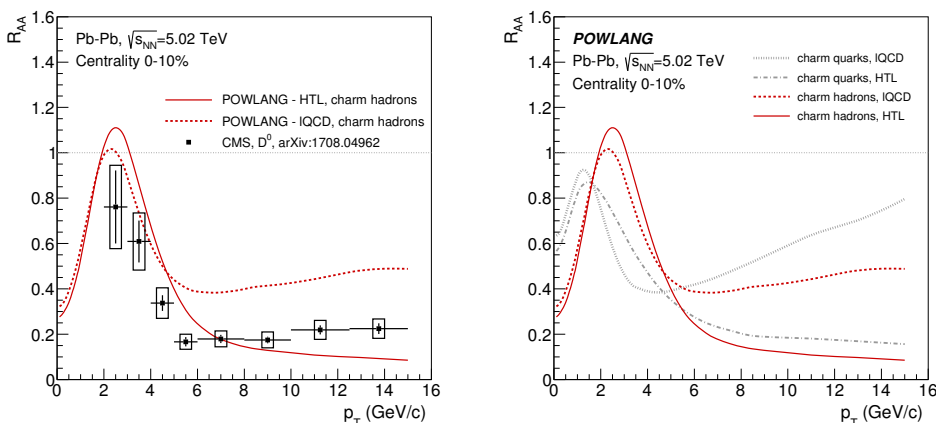 R_AA
1.6
1.4
1.2
1
0.8
0.6
0.4
0.2
0
Pb-Pb, √s_NN=5.02 TeV
Centrality 0-10%
POWLANG - HTL, charm hadrons
POWLANG - lQCD, charm hadrons
CMS, D⁰, arXiv:1708.04962
0 2 4 6 8 10 12 14 16
p_T (GeV/c)
R_AA
1.6
1.4
1.2
1
0.8
0.6
0.4
0.2
0
POWLANG
Pb-Pb, √s_NN=5.02 TeV
Centrality 0-10%
charm quarks, lQCD
charm quarks, HTL
charm hadrons, lQCD
charm hadrons, HTL
0 2 4 6 8 10 12 14 16
p_T (GeV/c)